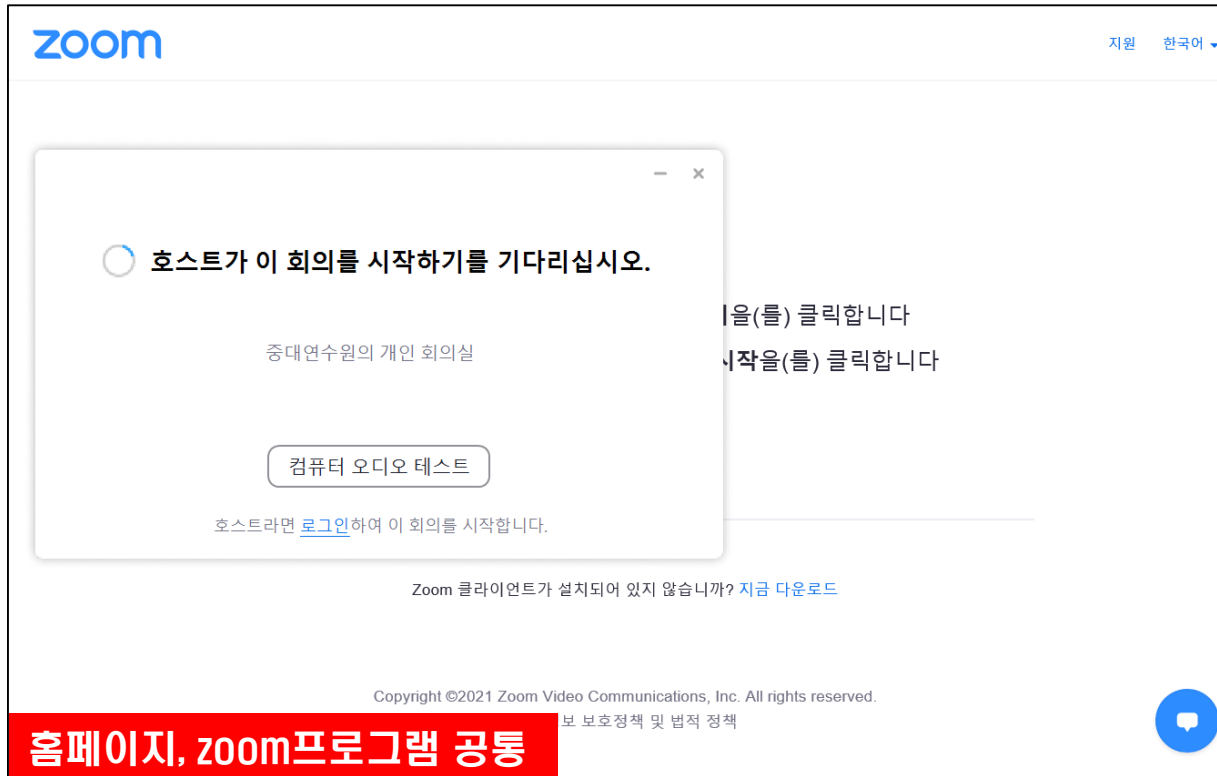 zoom
지원 한국어
호스트가 이 회의를 시작하기를 기다리십시오.
중대연수원의 개인 회의실
컴퓨터 오디오 테스트
호스트라면 로그인하여 이 회의를 시작합니다.
을(를) 클릭합니다
을(를) 클릭합니다
Zoom 클라이언트가 설치되어 있지 않습니까? 지금 다운로드
Copyright ©2021 Zoom Video Communications, Inc. All rights reserved.
보호정책 및 법적 정책
홈페이지, zoom프로그램 공통